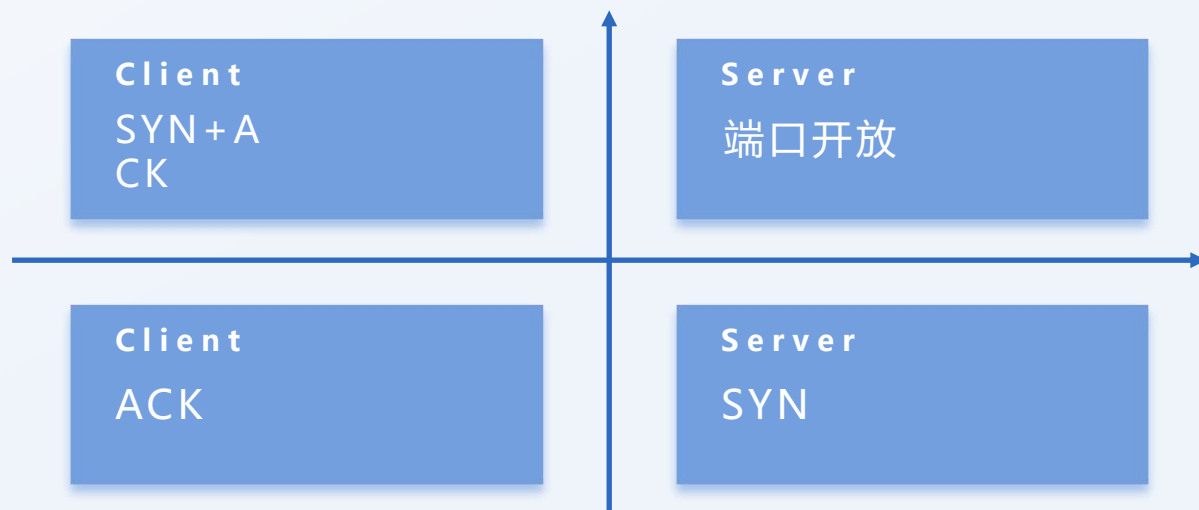 Client
SYN+A
CK
Server
端口开放
Client
ACK
Server
SYN